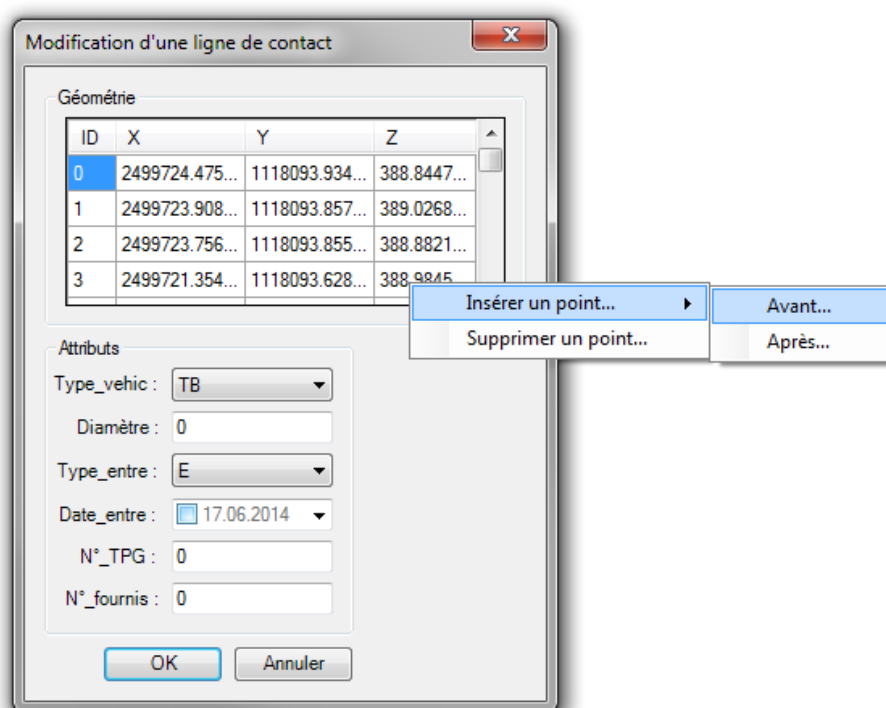 Modification d'une ligne de contact
Géométrie
ID X Y Z
0 2499724.475... 1118093.934... 388.8447...
1 2499723.908... 1118093.857... 389.0268...
2 2499723.756... 1118093.855... 388.8821...
3 2499721.354... 1118093.628... 388.9845...
Insérer un point...
Supprimer un point...
Avant...
Après...
Attributs
Type_vehic : TB
Diamètre : 0
Type_entre : E
Date_entre : 17.06.2014
N°_TPG : 0
N°_fournis : 0
OK Annuler